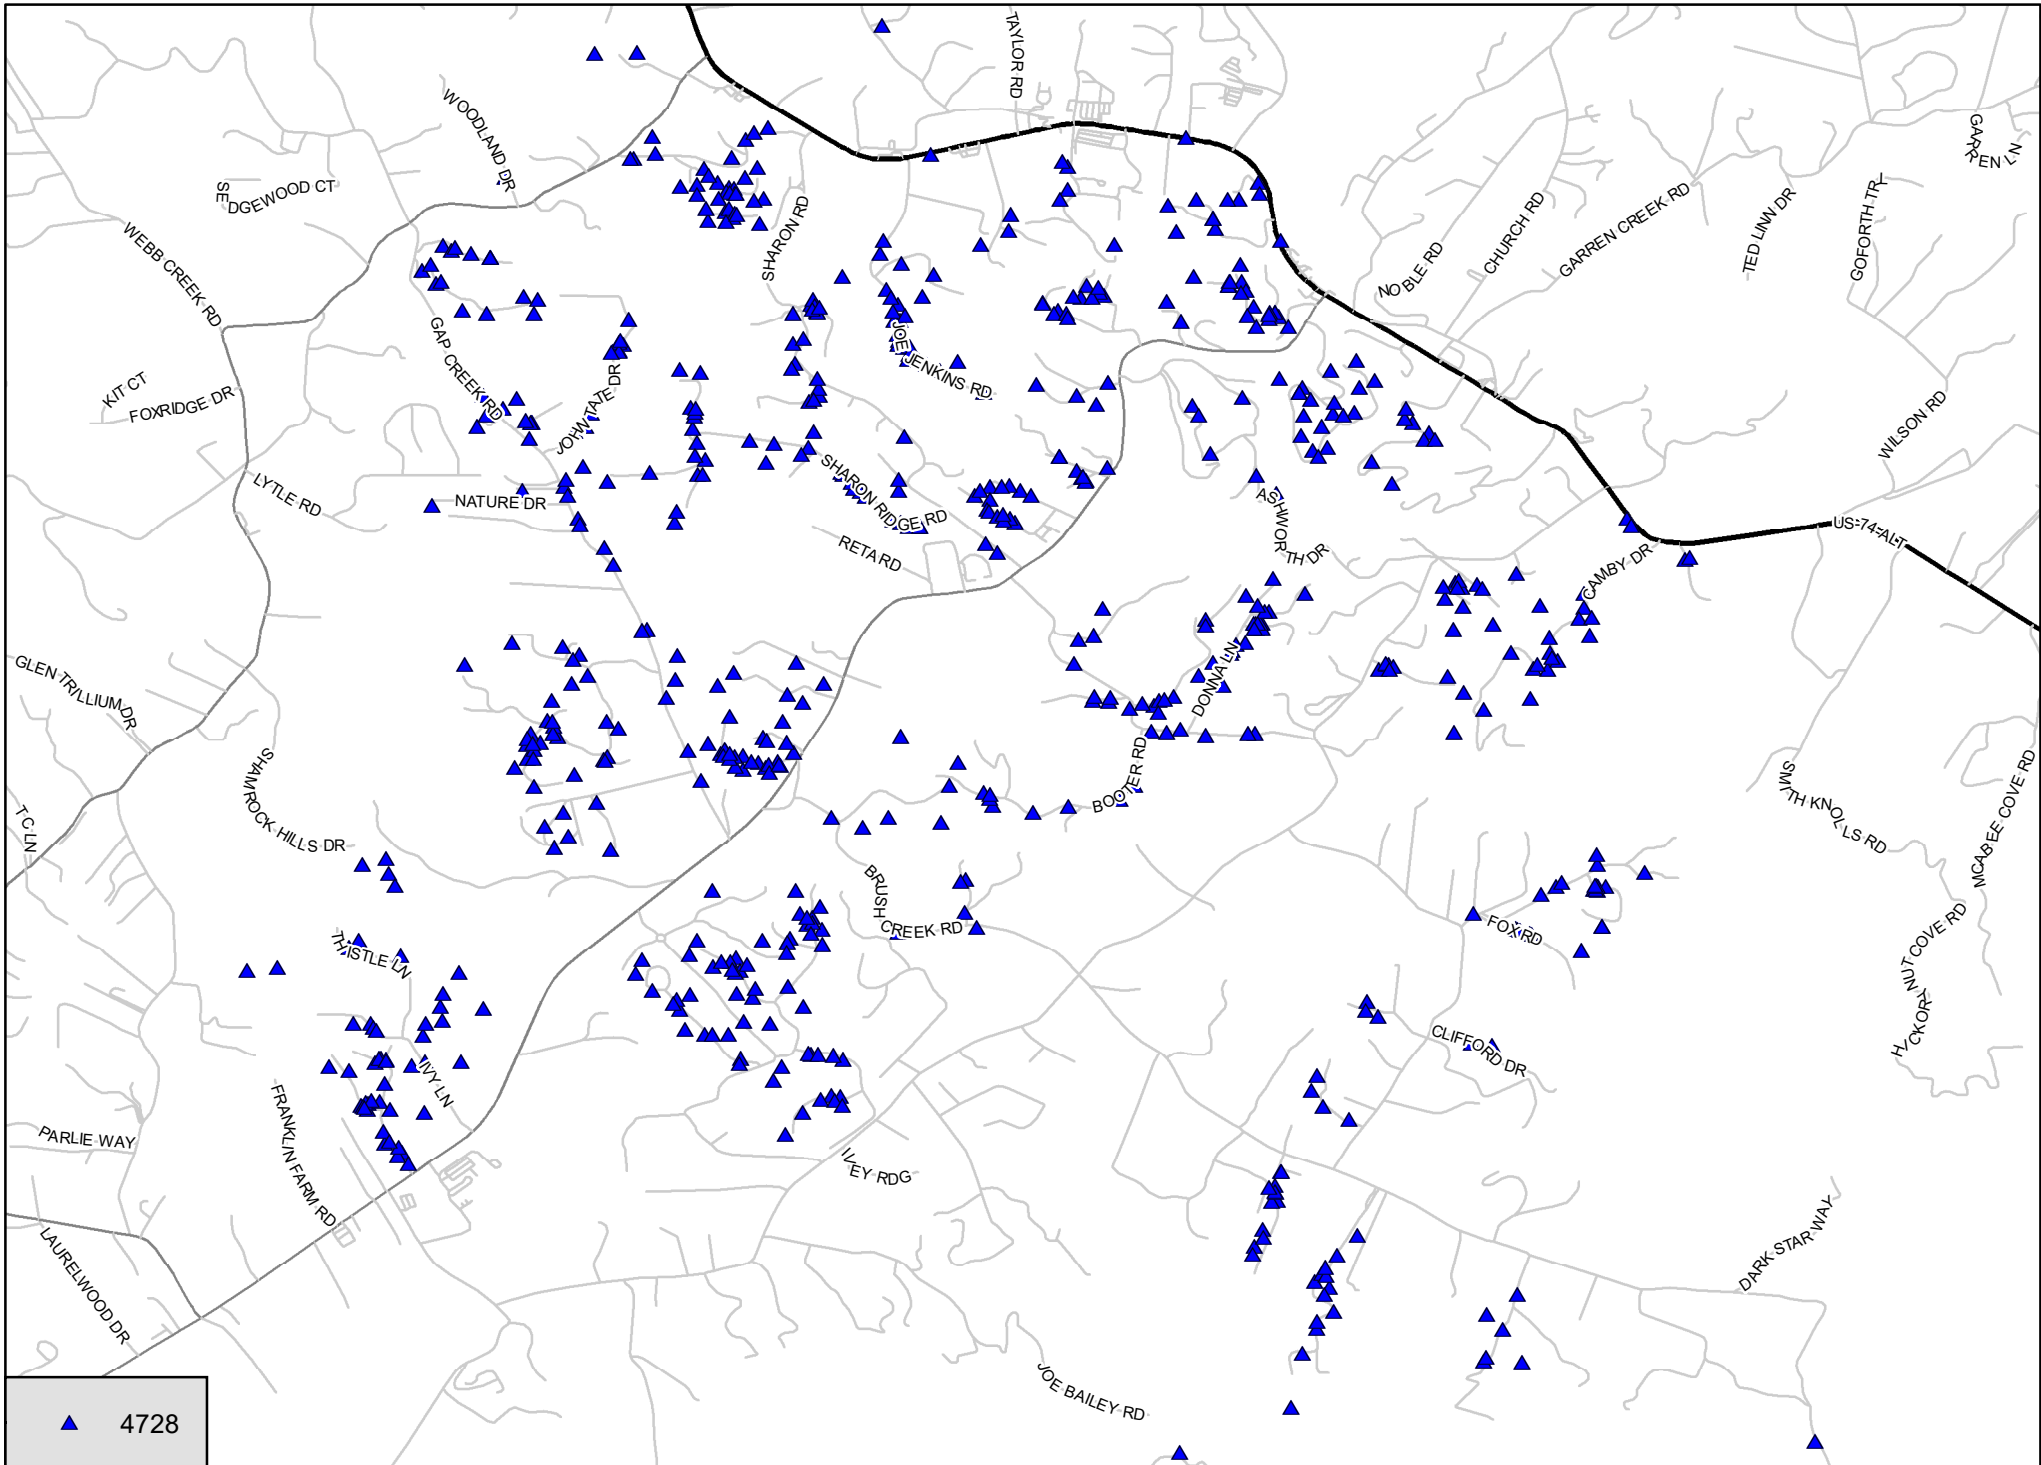 TAYLOR RD
WOODLAND DR
GARREN LN
SEDGEWOOD CT
SHARON RD
CHURCH RD
GARREN CREEK RD
TED LINN DR
GOFORTH TRL
WEBB CREEK RD
NOBLE RD
GAP CREEK RD
JOE JENKINS RD
KIT CT
FOXRIDGE DR
JOHN TATE DR
WILSON RD
LYTLE RD
NATURE DR
SHARON RIDGE RD
ASHWORTH DR
US-74-ALT
RETA RD
CAMBY DR
GLEN TRILLIUM DR
DONNA LN
SHAMROCK HILLS DR
BOOTER RD
SMITH KNOLLS RD
MCABEE COVE RD
T C LN
BRUSH CREEK RD
FOX RD
THISTLE LN
HICKORY NUT COVE RD
CLIFFORD DR
IVY LN
FRANKLIN FARM RD
PARLIE WAY
IVEY RDG
LAURELWOOD DR
DARK STAR WAY
JOE BAILEY RD
4728